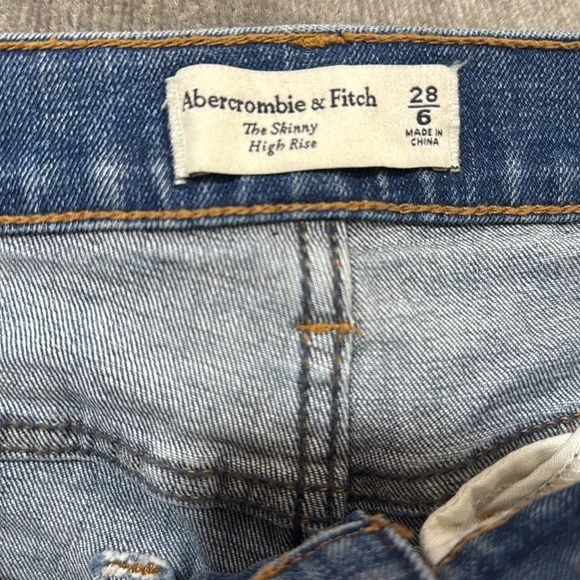 Abercrombie & Fitch
The Skinny
High Rise
28
6
MADE IN
CHINA